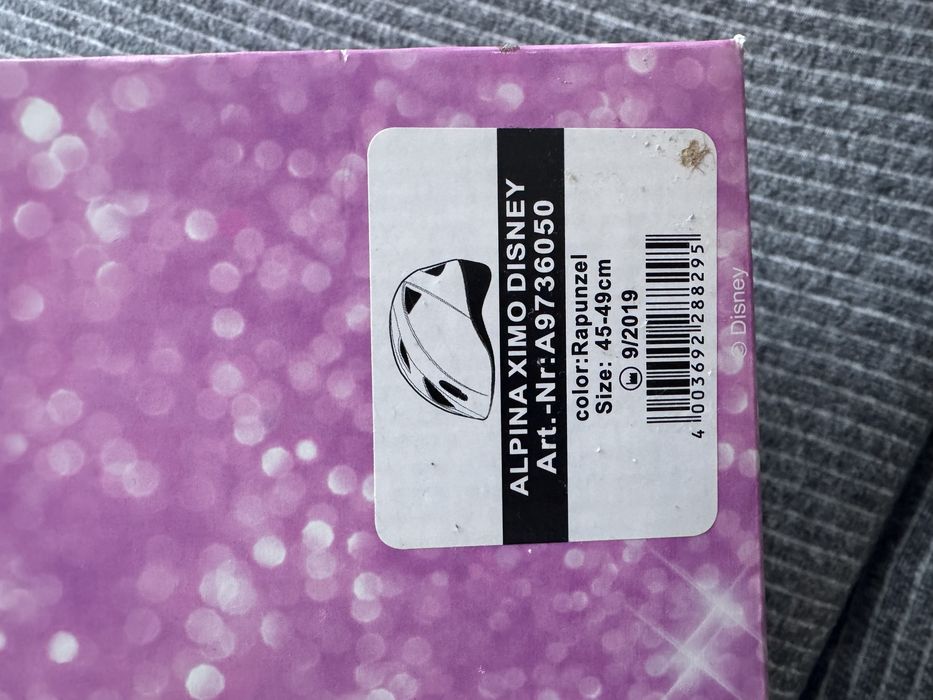 ALPINA XIMO DISNEY
Art.-Nr:A9736050
color:Rapunzel
Size: 45-49cm
9/2019
4 003692 288295
© Disney